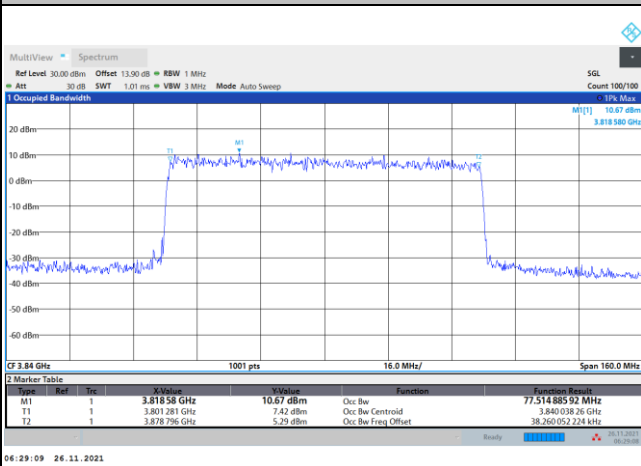 MultiView Spectrum
Ref Level 30.00 dBm Offset 13.90 dB RBW 1 MHz SGL
Att 30 dB SWT 1.01 ms VBW 3 MHz Mode Auto Sweep Count 100/100
1 Occupied Bandwidth 1Pk Max
M1[1] 10.67 dBm
3.818 580 GHz
20 dBm
M1
T1
T2
10 dBm
0 dBm
-10 dBm
-20 dBm
-30 dBm
-40 dBm
-50 dBm
-60 dBm
CF 3.84 GHz 1001 pts 16.0 MHz/ Span 160.0 MHz
2 Marker Table
Type Ref Trc X-Value Y-Value Function Function Result
M1 1 3.818 58 GHz 10.67 dBm Occ Bw 77.514 885 92 MHz
T1 1 3.801 281 GHz 7.42 dBm Occ Bw Centroid 3.840 038 26 GHz
T2 1 3.878 796 GHz 5.29 dBm Occ Bw Freq Offset 38.260 052 224 kHz
Ready 26.11.2021
06:29:08
06:29:09 26.11.2021